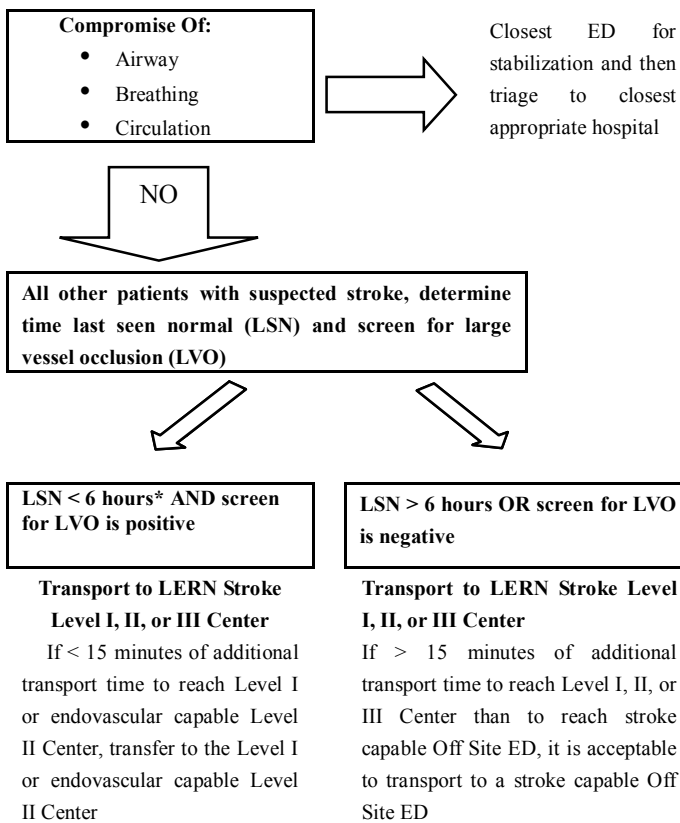 Compromise Of:
• Airway
• Breathing
• Circulation
Closest ED for
stabilization and then
triage to closest
appropriate hospital
NO
All other patients with suspected stroke, determine
time last seen normal (LSN) and screen for large
vessel occlusion (LVO)
LSN < 6 hours* AND screen
for LVO is positive
Transport to LERN Stroke
Level I, II, or III Center
If < 15 minutes of additional
transport time to reach Level I
or endovascular capable Level
II Center, transfer to the Level I
or endovascular capable Level
II Center
LSN > 6 hours OR screen for LVO
is negative
Transport to LERN Stroke Level
I, II, or III Center
If > 15 minutes of additional
transport time to reach Level I, II, or
III Center than to reach stroke
capable Off Site ED, it is acceptable
to transport to a stroke capable Off
Site ED